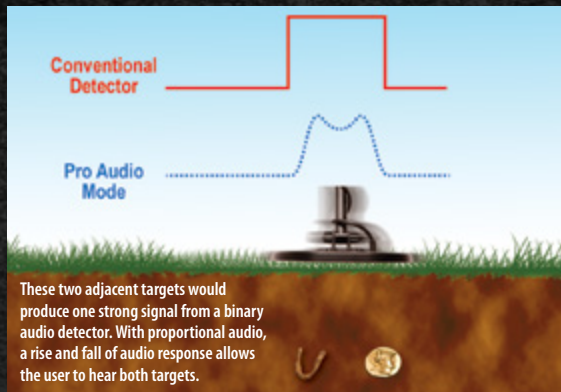 Conventional
Detector
Pro Audio
Mode
These two adjacent targets would
produce one strong signal from a binary
audio detector. With proportional audio,
a rise and fall of audio response allows
the user to hear both targets.